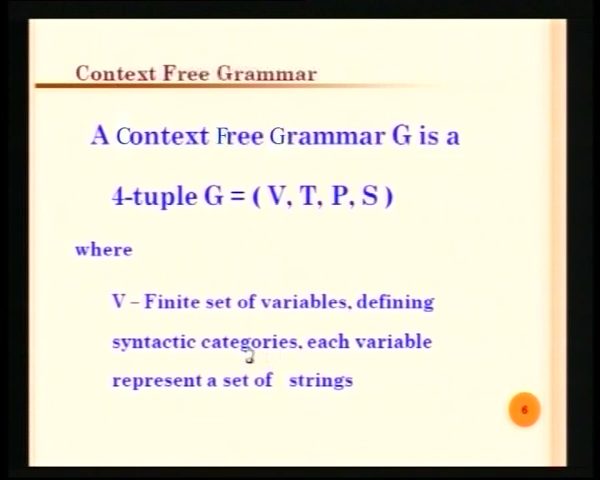 Context Free Grammar
A Context Free Grammar G is a
4-tuple G = ( V, T, P, S )
where
V – Finite set of variables, defining
syntactic categories, each variable
represent a set of strings
6